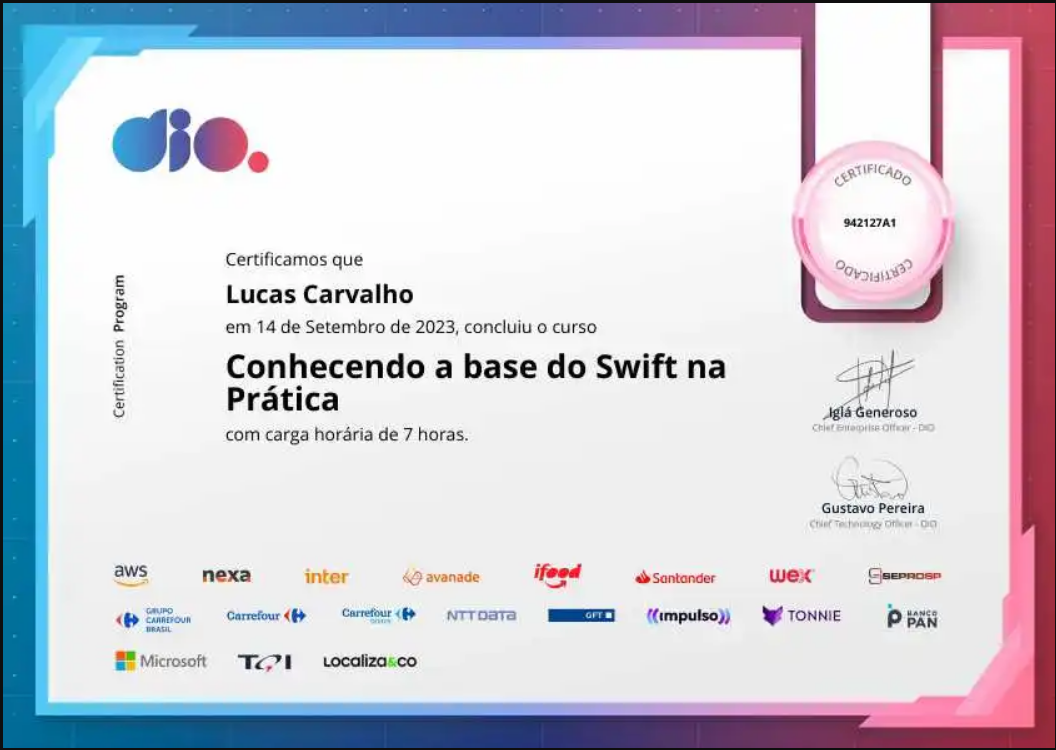 dio.
CERTIFICADO
942127A1
CERTIFICADO
Certification Program
Certificamos que
Lucas Carvalho
em 14 de Setembro de 2023, concluiu o curso
Conhecendo a base do Swift na
Prática
com carga horária de 7 horas.
Iglá Generoso
Chief Enterprise Officer - DIO
Gustavo Pereira
Chief Technology Officer - DIO
aws nexa inter avanade ifood Santander wex SEPROSP
GRUPO
CARREFOUR
BRASIL
Carrefour Carrefour NTT DATA GFT impulso TONNIE BANCO
PAN
Microsoft TQI Localiza&co